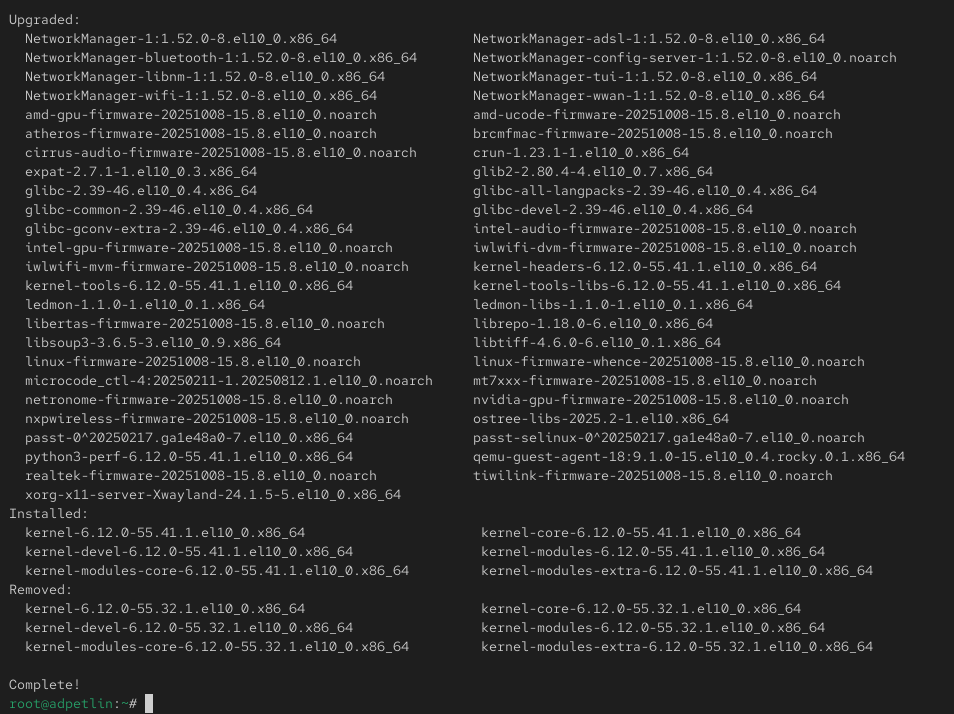 Upgraded:
NetworkManager-1:1.52.0-8.el10_0.x86_64 NetworkManager-adsl-1:1.52.0-8.el10_0.x86_64
NetworkManager-bluetooth-1:1.52.0-8.el10_0.x86_64 NetworkManager-config-server-1:1.52.0-8.el10_0.noarch
NetworkManager-libnm-1:1.52.0-8.el10_0.x86_64 NetworkManager-tui-1:1.52.0-8.el10_0.x86_64
NetworkManager-wifi-1:1.52.0-8.el10_0.x86_64 NetworkManager-wwan-1:1.52.0-8.el10_0.x86_64
amd-gpu-firmware-20251008-15.8.el10_0.noarch amd-ucode-firmware-20251008-15.8.el10_0.noarch
atheros-firmware-20251008-15.8.el10_0.noarch brcmfmac-firmware-20251008-15.8.el10_0.noarch
cirrus-audio-firmware-20251008-15.8.el10_0.noarch crun-1.23.1-1.el10_0.x86_64
expat-2.7.1-1.el10_0.3.x86_64 glib2-2.80.4-4.el10_0.7.x86_64
glibc-2.39-46.el10_0.4.x86_64 glibc-all-langpacks-2.39-46.el10_0.4.x86_64
glibc-common-2.39-46.el10_0.4.x86_64 glibc-devel-2.39-46.el10_0.4.x86_64
glibc-gconv-extra-2.39-46.el10_0.4.x86_64 intel-audio-firmware-20251008-15.8.el10_0.noarch
intel-gpu-firmware-20251008-15.8.el10_0.noarch iwlwifi-dvm-firmware-20251008-15.8.el10_0.noarch
iwlwifi-mvm-firmware-20251008-15.8.el10_0.noarch kernel-headers-6.12.0-55.41.1.el10_0.x86_64
kernel-tools-6.12.0-55.41.1.el10_0.x86_64 kernel-tools-libs-6.12.0-55.41.1.el10_0.x86_64
ledmon-1.1.0-1.el10_0.1.x86_64 ledmon-libs-1.1.0-1.el10_0.1.x86_64
libertas-firmware-20251008-15.8.el10_0.noarch librepo-1.18.0-6.el10_0.x86_64
libsoup3-3.6.5-3.el10_0.9.x86_64 libtiff-4.6.0-6.el10_0.1.x86_64
linux-firmware-20251008-15.8.el10_0.noarch linux-firmware-whence-20251008-15.8.el10_0.noarch
microcode_ctl-4:20250211-1.20250812.1.el10_0.noarch mt7xxx-firmware-20251008-15.8.el10_0.noarch
netronome-firmware-20251008-15.8.el10_0.noarch nvidia-gpu-firmware-20251008-15.8.el10_0.noarch
nxpwireless-firmware-20251008-15.8.el10_0.noarch ostree-libs-2025.2-1.el10.x86_64
passt-0^20250217.ga1e48a0-7.el10_0.x86_64 passt-selinux-0^20250217.ga1e48a0-7.el10_0.noarch
python3-perf-6.12.0-55.41.1.el10_0.x86_64 qemu-guest-agent-18:9.1.0-15.el10_0.4.rocky.0.1.x86_64
realtek-firmware-20251008-15.8.el10_0.noarch tiwilink-firmware-20251008-15.8.el10_0.noarch
xorg-x11-server-Xwayland-24.1.5-5.el10_0.x86_64
Installed:
kernel-6.12.0-55.41.1.el10_0.x86_64 kernel-core-6.12.0-55.41.1.el10_0.x86_64
kernel-devel-6.12.0-55.41.1.el10_0.x86_64 kernel-modules-6.12.0-55.41.1.el10_0.x86_64
kernel-modules-core-6.12.0-55.41.1.el10_0.x86_64 kernel-modules-extra-6.12.0-55.41.1.el10_0.x86_64
Removed:
kernel-6.12.0-55.32.1.el10_0.x86_64 kernel-core-6.12.0-55.32.1.el10_0.x86_64
kernel-devel-6.12.0-55.32.1.el10_0.x86_64 kernel-modules-6.12.0-55.32.1.el10_0.x86_64
kernel-modules-core-6.12.0-55.32.1.el10_0.x86_64 kernel-modules-extra-6.12.0-55.32.1.el10_0.x86_64
Complete!
root@adpetlin:~#